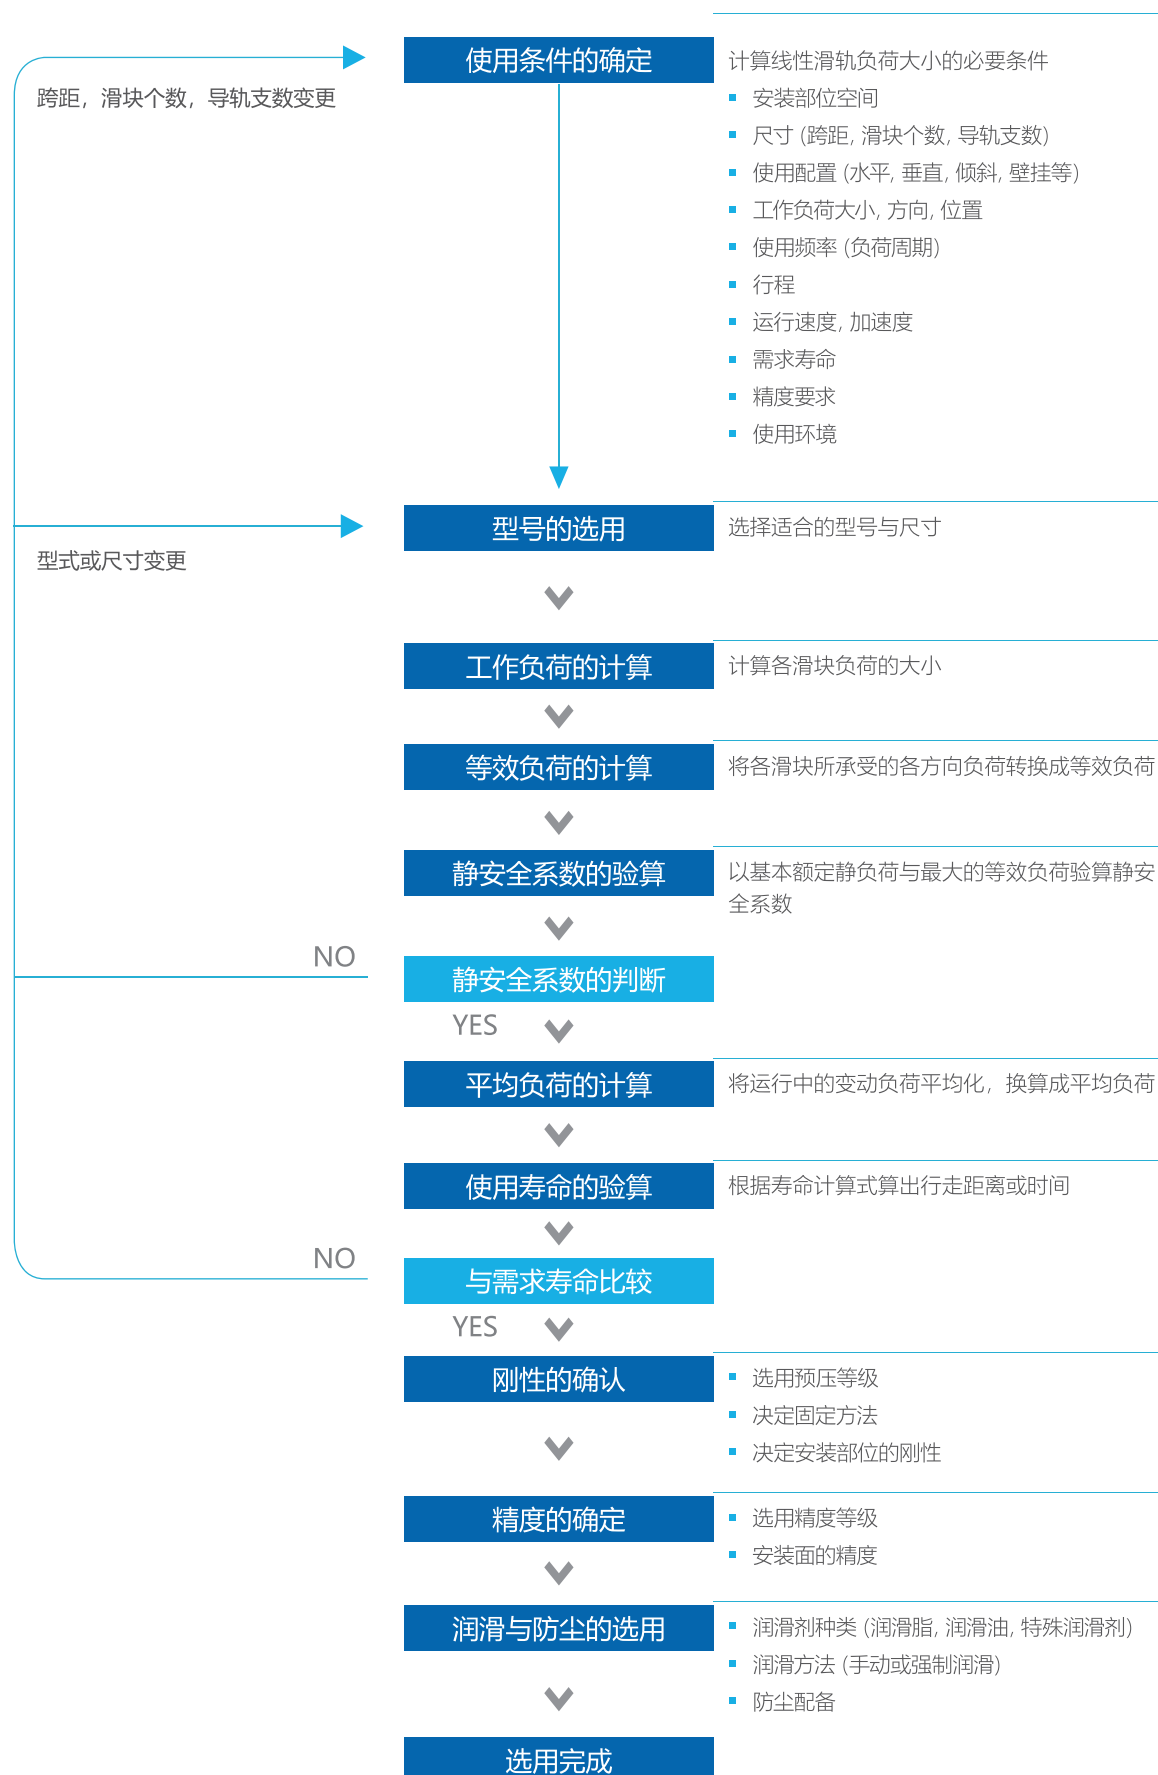 使用条件的确定
计算线性滑轨负荷大小的必要条件
跨距，滑块个数，导轨支数变更
安装部位空间
尺寸 (跨距, 滑块个数, 导轨支数)
使用配置 (水平, 垂直, 倾斜, 壁挂等)
工作负荷大小, 方向, 位置
使用频率 (负荷周期)
行程
运行速度, 加速度
需求寿命
精度要求
使用环境
型号的选用
选择适合的型号与尺寸
型式或尺寸变更
工作负荷的计算
计算各滑块负荷的大小
等效负荷的计算
将各滑块所承受的各方向负荷转换成等效负荷
静安全系数的验算
以基本额定静负荷与最大的等效负荷验算静安
全系数
NO
静安全系数的判断
YES
平均负荷的计算
将运行中的变动负荷平均化，换算成平均负荷
使用寿命的验算
根据寿命计算式算出行走距离或时间
NO
与需求寿命比较
YES
刚性的确认
选用预压等级
决定固定方法
决定安装部位的刚性
精度的确定
选用精度等级
安装面的精度
润滑与防尘的选用
润滑剂种类 (润滑脂, 润滑油, 特殊润滑剂)
润滑方法 (手动或强制润滑)
防尘配备
选用完成